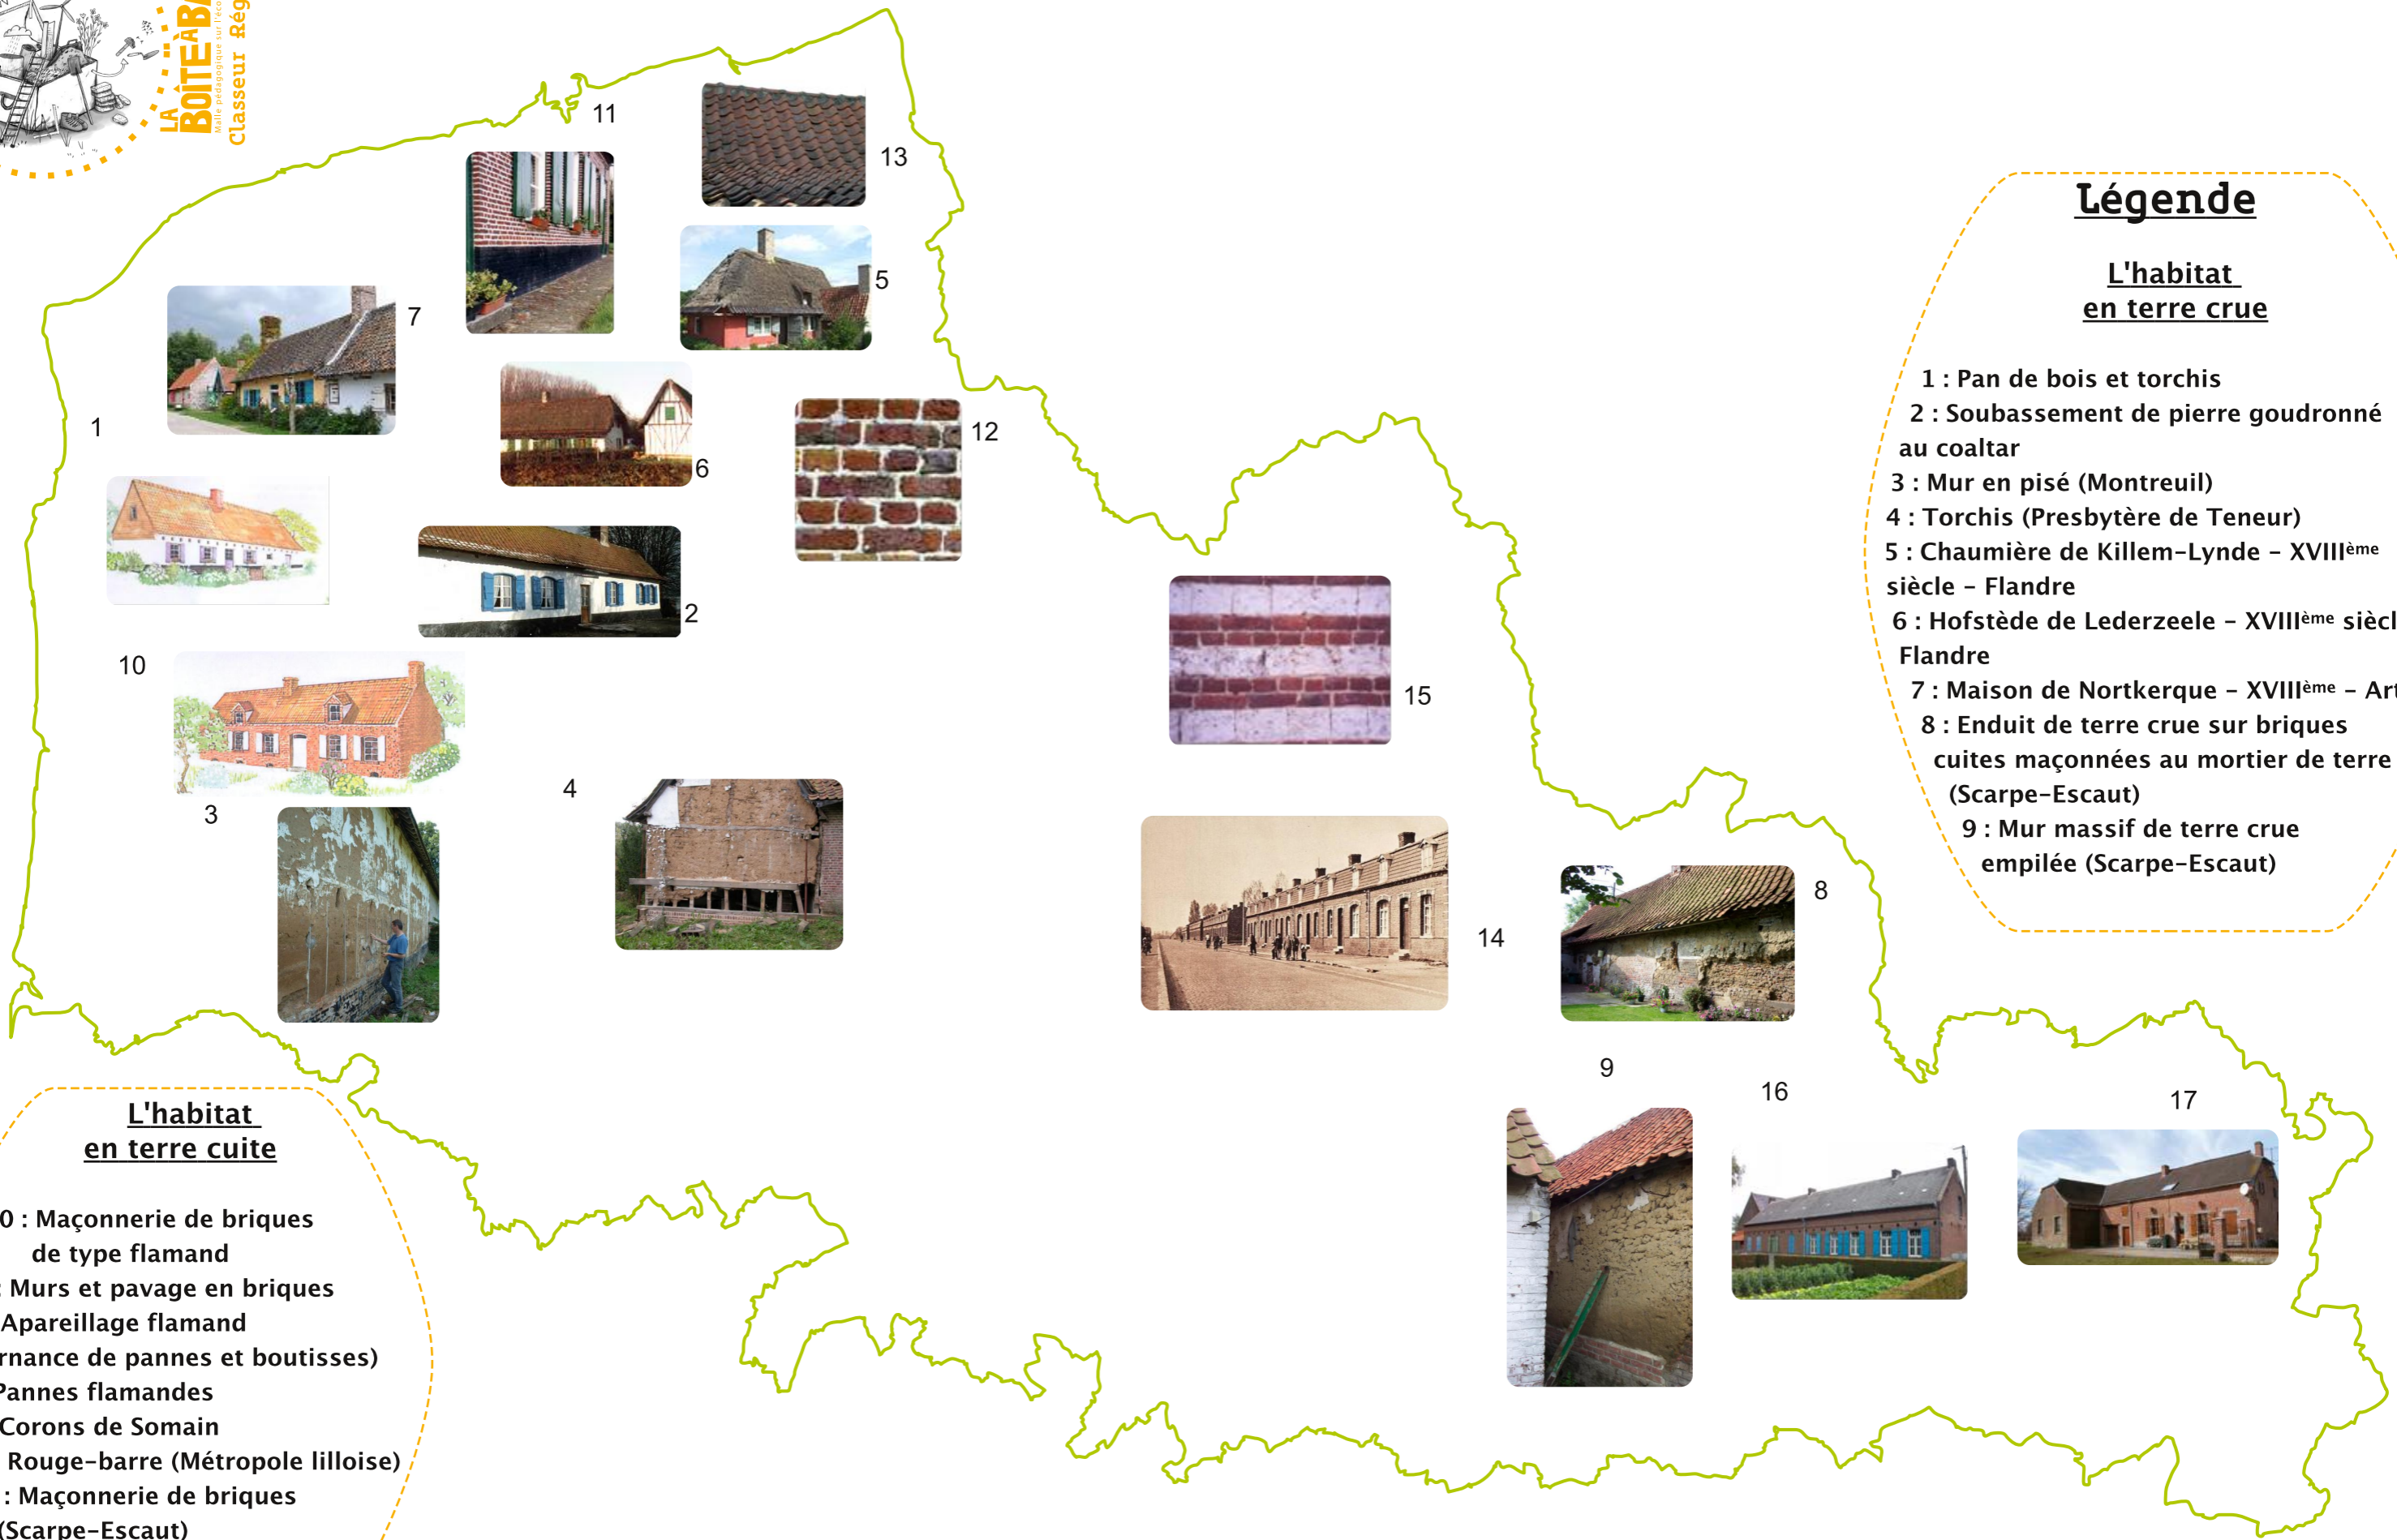 LA
BOÎTE À BA
Malle pédagogique sur l'éco
Classeur Rég
11
13
5
7
1
12
6
2
10
15
3
4
14
8
9
16
17
Légende
L'habitat
en terre crue
1 : Pan de bois et torchis
2 : Soubassement de pierre goudronné
au coaltar
3 : Mur en pisé (Montreuil)
4 : Torchis (Presbytère de Teneur)
5 : Chaumière de Killem-Lynde – XVIIIème
siècle – Flandre
6 : Hofstède de Lederzeele – XVIIIème siècl
Flandre
7 : Maison de Nortkerque – XVIIIème – Art
8 : Enduit de terre crue sur briques
cuites maçonnées au mortier de terre
(Scarpe-Escaut)
9 : Mur massif de terre crue
empilée (Scarpe-Escaut)
L'habitat
en terre cuite
0 : Maçonnerie de briques
de type flamand
: Murs et pavage en briques
Apareillage flamand
rnance de pannes et boutisses)
Pannes flamandes
Corons de Somain
Rouge-barre (Métropole lilloise)
: Maçonnerie de briques
(Scarpe-Escaut)